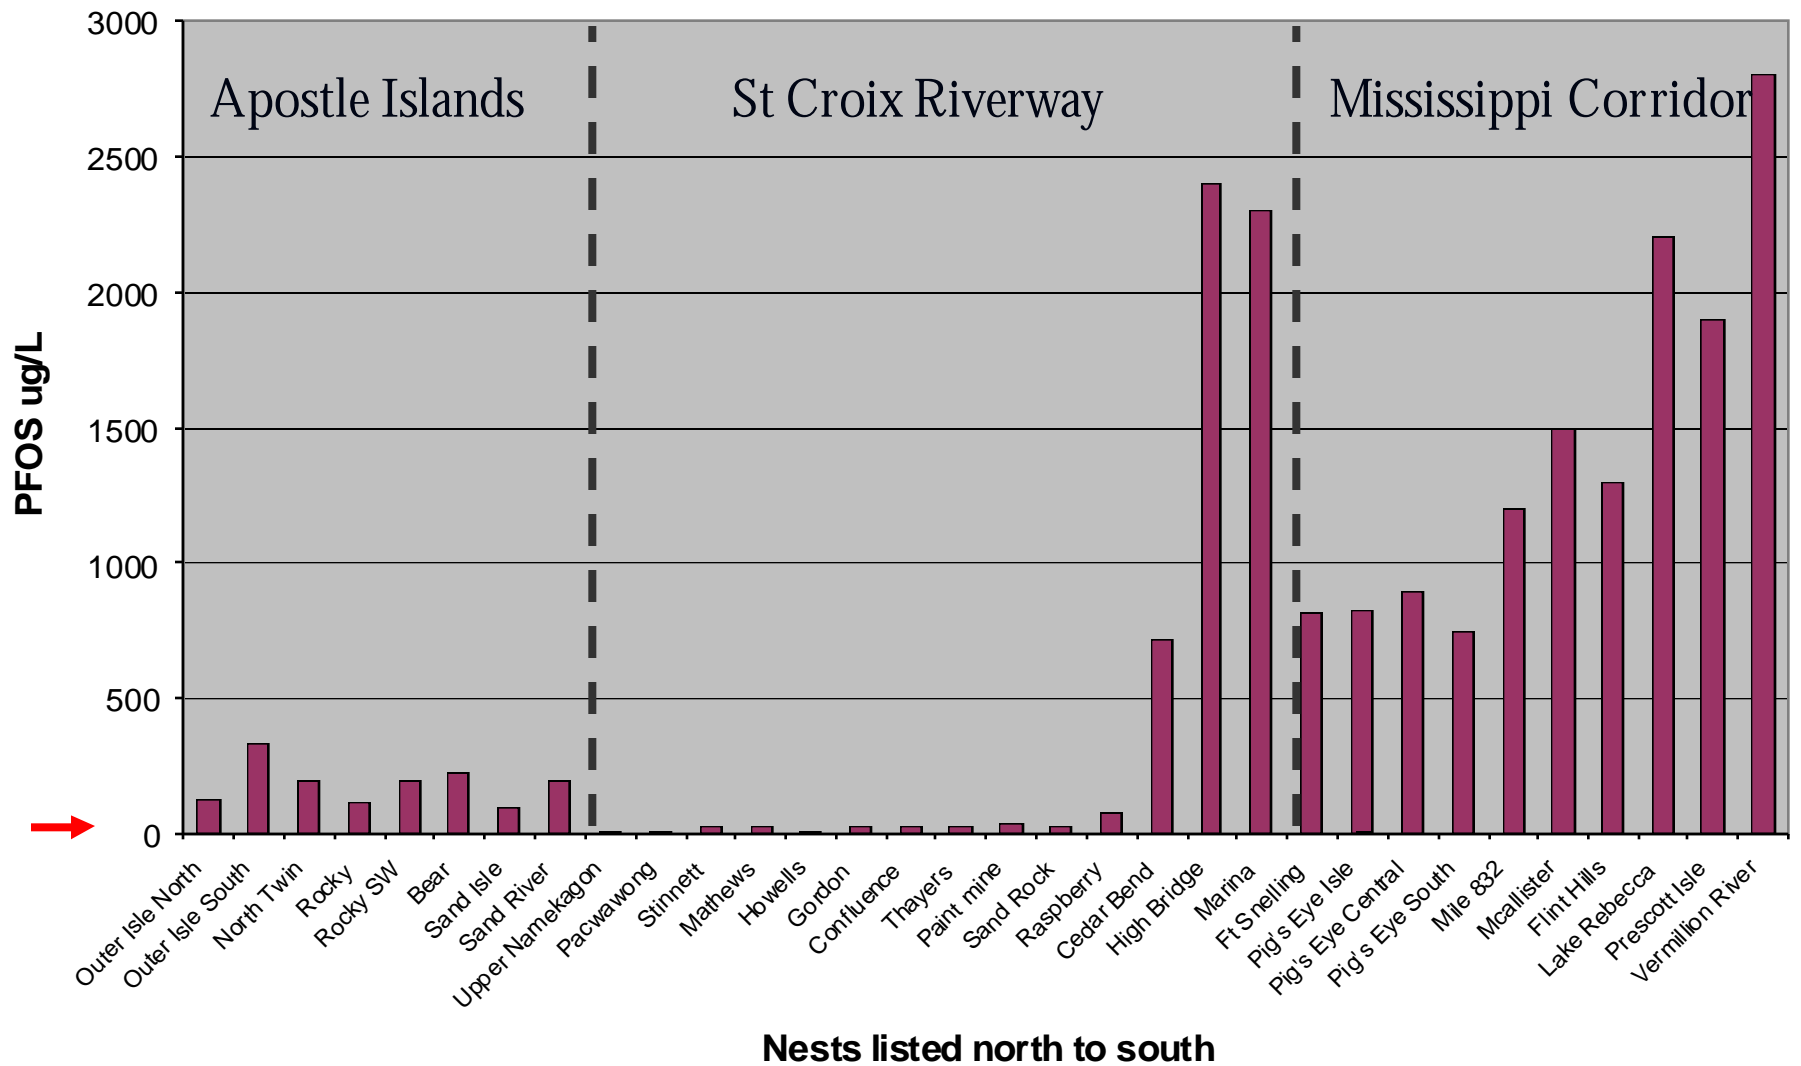 3000
2500
2000
1500
1000
500
0
PFOS ug/L
Apostle Islands
St Croix Riverway
Mississippi Corridor
Outer Isle North
Outer Isle South
North Twin
Rocky
Rocky SW
Bear
Sand Isle
Sand River
Upper Namekagon
Pacwawong
Stinnett
Mathews
Howells
Gordon
Confluence
Thayers
Paint mine
Sand Rock
Raspberry
Cedar Bend
High Bridge
Marina
Ft Snelling
Pig's Eye Isle
Pig's Eye Central
Pig's Eye South
Mile 832
Mcallister
Flint Hills
Lake Rebecca
Prescott Isle
Vermillion River
Nests listed north to south